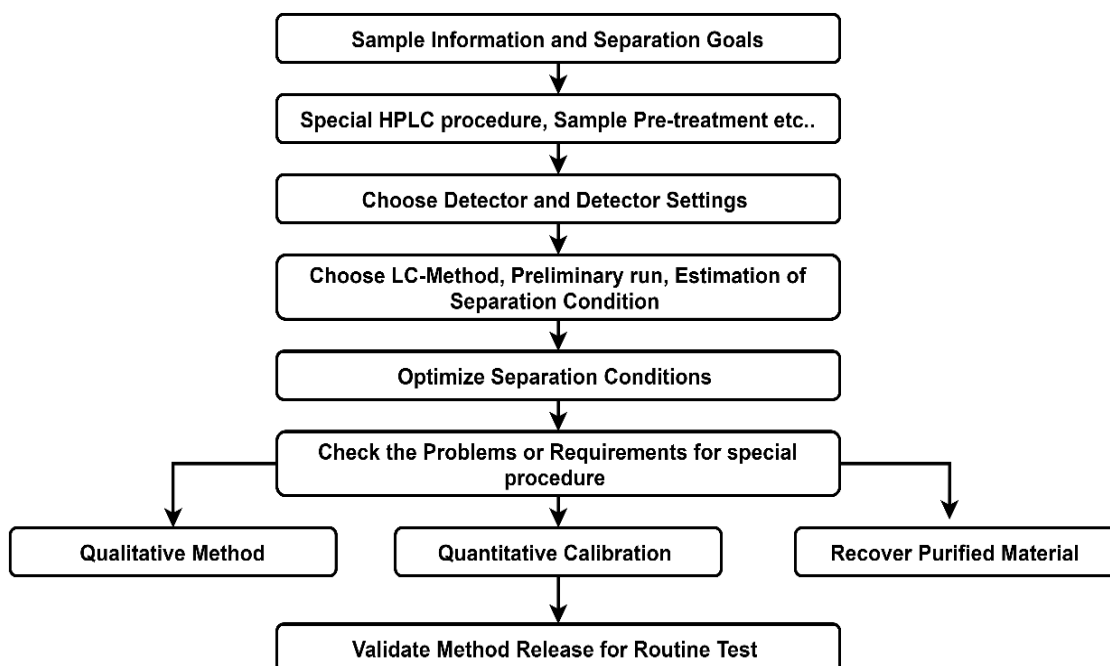 Sample Information and Separation Goals
Special HPLC procedure, Sample Pre-treatment etc..
Choose Detector and Detector Settings
Choose LC-Method, Preliminary run, Estimation of
Separation Condition
Optimize Separation Conditions
Check the Problems or Requirements for special
procedure
Qualitative Method
Quantitative Calibration
Recover Purified Material
Validate Method Release for Routine Test